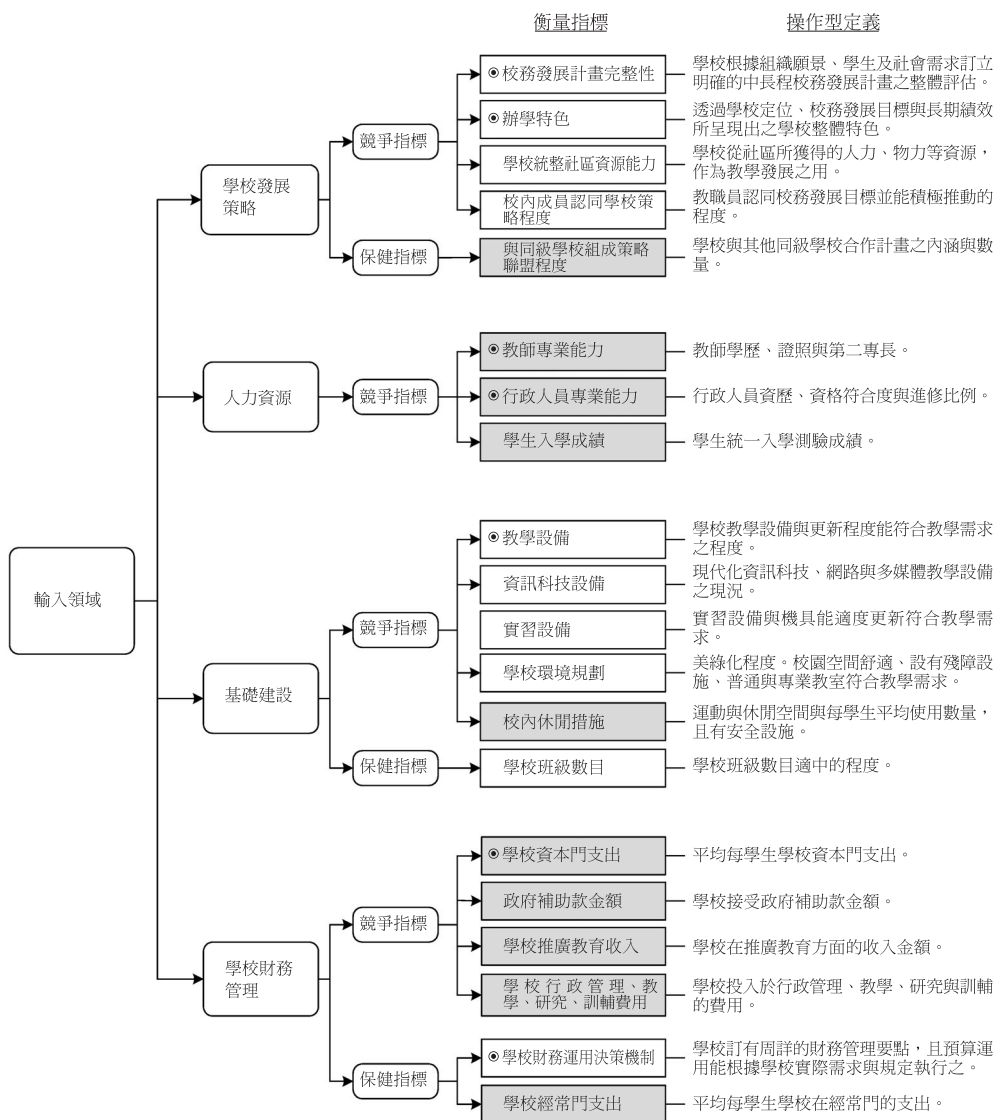 衡量指標
操作型定義
輸入領域
學校發展
策略
競爭指標
◉校務發展計畫完整性
學校根據組織願景、學生及社會需求訂立
明確的中長程校務發展計畫之整體評估。
◉辦學特色
透過學校定位、校務發展目標與長期績效
所呈現出之學校整體特色。
學校統整社區資源能力
學校從社區所獲得的人力、物力等資源，
作為教學發展之用。
校內成員認同學校策
略程度
教職員認同校務發展目標並能積極推動的
程度。
保健指標
與同級學校組成策略
聯盟程度
學校與其他同級學校合作計畫之內涵與數
量。
人力資源
競爭指標
◉教師專業能力
教師學歷、證照與第二專長。
◉行政人員專業能力
行政人員資歷、資格符合度與進修比例。
學生入學成績
學生統一入學測驗成績。
基礎建設
競爭指標
◉教學設備
學校教學設備與更新程度能符合教學需求
之程度。
資訊科技設備
現代化資訊科技、網路與多媒體教學設備
之現況。
實習設備
實習設備與機具能適度更新符合教學需
求。
學校環境規劃
美綠化程度。校園空間舒適、設有殘障設
施、普通與專業教室符合教學需求。
校內休閒措施
運動與休閒空間與每學生平均使用數量，
且有安全設施。
保健指標
學校班級數目
學校班級數目適中的程度。
學校財務
管理
競爭指標
◉學校資本門支出
平均每學生學校資本門支出。
政府補助款金額
學校接受政府補助款金額。
學校推廣教育收入
學校在推廣教育方面的收入金額。
學校行政管理、教
學、研究、訓輔費用
學校投入於行政管理、教學、研究與訓輔
的費用。
保健指標
◉學校財務運用決策機制
學校訂有周詳的財務管理要點，且預算運
用能根據學校實際需求與規定執行之。
學校經常門支出
平均每學生學校在經常門的支出。